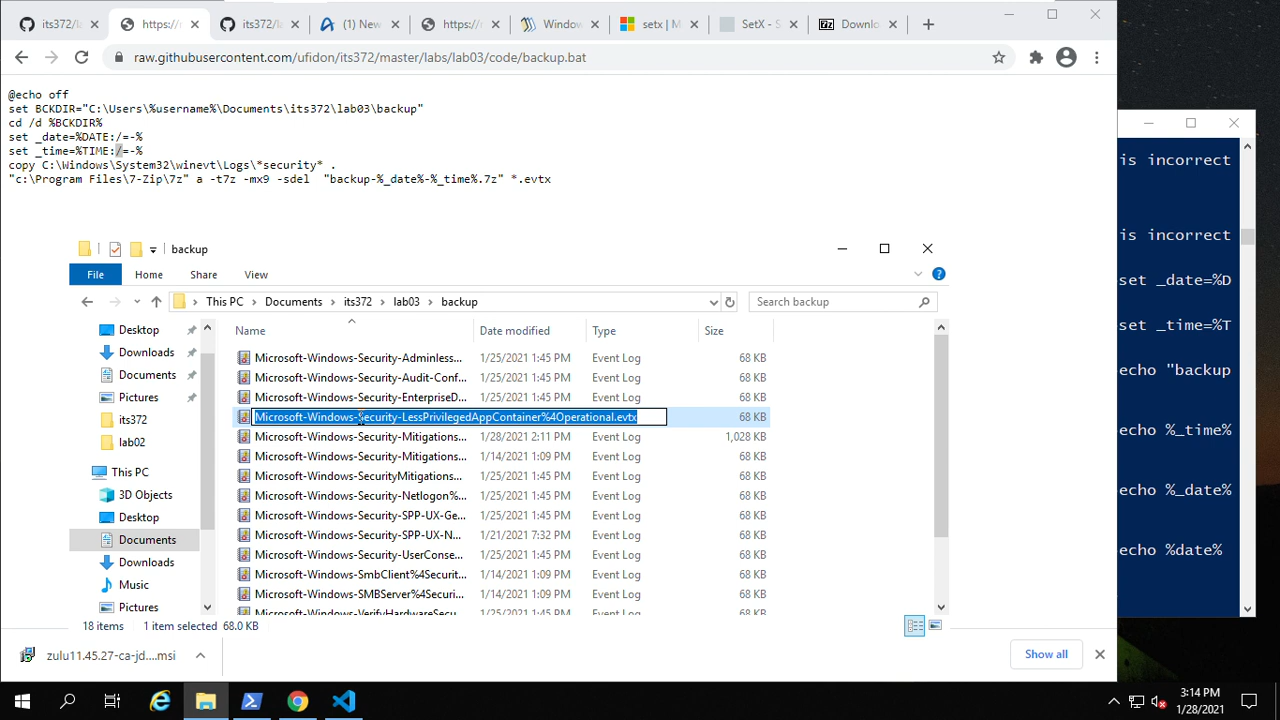 its372/la
https://r
its372/la
(1) New
https://r
Window
setx | M
SetX - S
Downlo
raw.githubusercontent.com/ufidon/its372/master/labs/lab03/code/backup.bat
@echo off
set BCKDIR="C:\Users\%username%\Documents\its372\lab03\backup"
cd /d %BCKDIR%
set _date=%DATE:/=-%
set _time=%TIME:/=-%
copy C:\Windows\System32\winevt\Logs\*security* .
"c:\Program Files\7-Zip\7z" a -t7z -mx9 -sdel  "backup-%_date%-%_time%.7z" *.evtx
is incorrect
is incorrect
set _date=%D
set _time=%T
echo "backup
echo %_time%
echo %_date%
echo %date%
backup
File Home Share View
This PC Documents its372 lab03 backup
Search backup
Desktop
Downloads
Documents
Pictures
its372
lab02
This PC
3D Objects
Desktop
Documents
Downloads
Music
Pictures
Name Date modified Type Size
Microsoft-Windows-Security-Adminless... 1/25/2021 1:45 PM Event Log 68 KB
Microsoft-Windows-Security-Audit-Conf... 1/25/2021 1:45 PM Event Log 68 KB
Microsoft-Windows-Security-EnterpriseD... 1/25/2021 1:45 PM Event Log 68 KB
Microsoft-Windows-Security-LessPrivilegedAppContainer%4Operational.evtx 68 KB
Microsoft-Windows-Security-Mitigations... 1/28/2021 2:11 PM Event Log 1,028 KB
Microsoft-Windows-Security-Mitigations... 1/14/2021 1:09 PM Event Log 68 KB
Microsoft-Windows-SecurityMitigations... 1/25/2021 1:45 PM Event Log 68 KB
Microsoft-Windows-Security-Netlogon%... 1/25/2021 1:45 PM Event Log 68 KB
Microsoft-Windows-Security-SPP-UX-Ge... 1/25/2021 1:45 PM Event Log 68 KB
Microsoft-Windows-Security-SPP-UX-N... 1/21/2021 7:32 PM Event Log 68 KB
Microsoft-Windows-Security-UserConse... 1/25/2021 1:45 PM Event Log 68 KB
Microsoft-Windows-SmbClient%4Securit... 1/14/2021 1:09 PM Event Log 68 KB
Microsoft-Windows-SMBServer%4Securi... 1/14/2021 1:09 PM Event Log 68 KB
Microsoft-Windows-VerifyHardwareSecu... 1/25/2021 1:45 PM Event Log 68 KB
18 items 1 item selected 68.0 KB
zulu11.45.27-ca-jd....msi
Show all
3:14 PM
1/28/2021